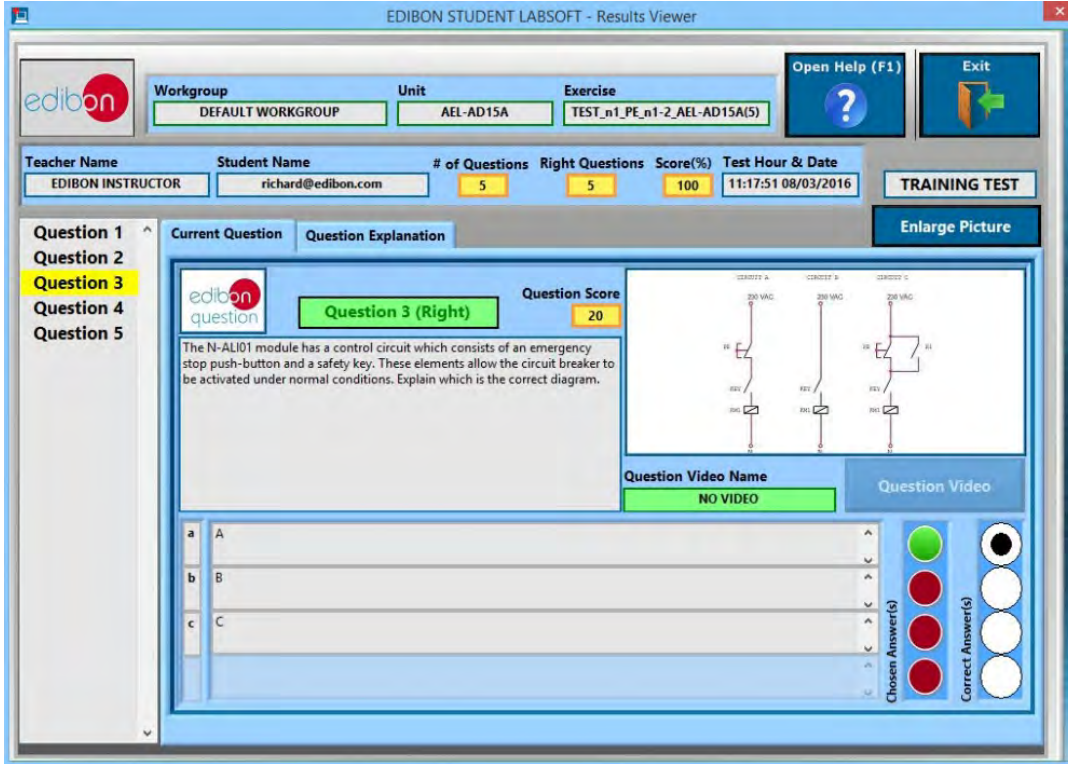 EDIBON STUDENT LABSOFT - Results Viewer
edibon
Workgroup
DEFAULT WORKGROUP
Unit
AEL-AD15A
Exercise
TEST_n1_PE_n1-2_AEL-AD15A(5)
Open Help (F1)
Exit
Teacher Name
EDIBON INSTRUCTOR
Student Name
richard@edibon.com
# of Questions
5
Right Questions
5
Score(%)
100
Test Hour & Date
11:17:51 08/03/2016
TRAINING TEST
Enlarge Picture
Question 1
Question 2
Question 3
Question 4
Question 5
Current Question
Question Explanation
edibon
question
Question 3 (Right)
Question Score
20
The N-ALI01 module has a control circuit which consists of an emergency
stop push-button and a safety key. These elements allow the circuit breaker to
be activated under normal conditions. Explain which is the correct diagram.
CIRCUIT A
CIRCUIT B
CIRCUIT C
230 VAC
230 VAC
230 VAC
KEY
KEY
KEY
Question Video Name
NO VIDEO
Question Video
a
A
b
B
c
C
Chosen Answer(s)
Correct Answer(s)